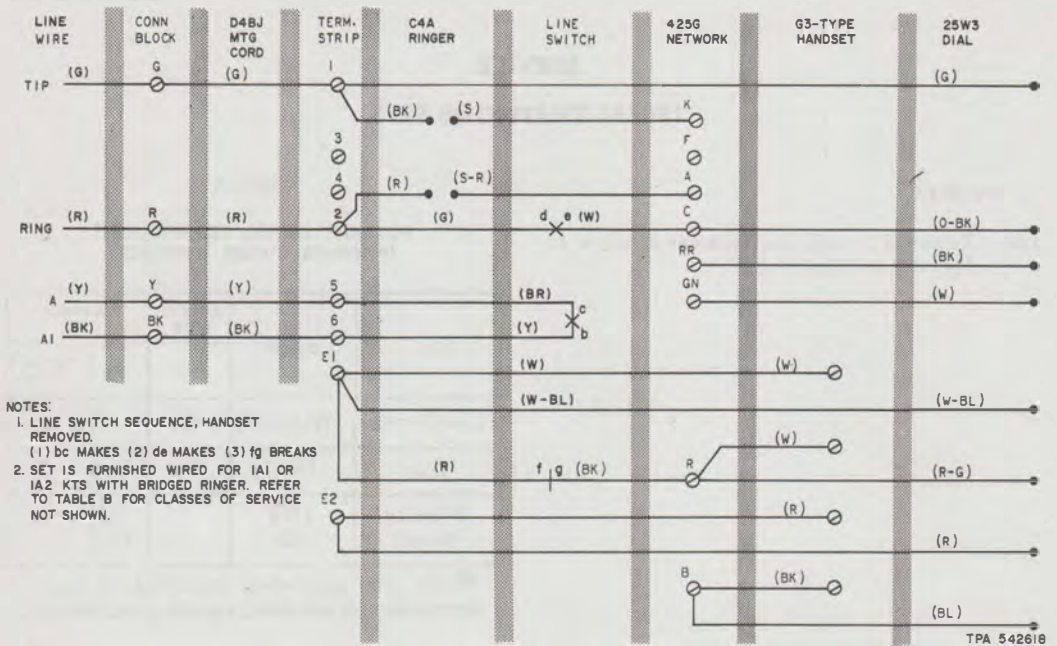 LINE WIRE
CONN BLOCK
D4BJ MTG CORD
TERM. STRIP
C4A RINGER
LINE SWITCH
425G NETWORK
G3-TYPE HANDSET
25W3 DIAL
TIP (G) G (G) 1 (G)
(BK) (S) K
3 F
4 (R) (S-R) A
RING (R) R (R) 2 (G) d e (W) C (O-BK)
RR (BK)
GN (W)
A (Y) Y (Y) 5 (BR) c
A1 (BK) BK (BK) 6 (Y) b
E1 (W) (W)
(W-BL) (W-BL)
(W)
(R) f g (BK) R (R-G)
E2 (R)
(R)
B (BK)
(BL)
NOTES:
1. LINE SWITCH SEQUENCE, HANDSET
REMOVED.
(1) bc MAKES (2) de MAKES (3) fg BREAKS
2. SET IS FURNISHED WIRED FOR 1A1 OR
1A2 KTS WITH BRIDGED RINGER. REFER
TO TABLE B FOR CLASSES OF SERVICE
NOT SHOWN.
TPA 542618